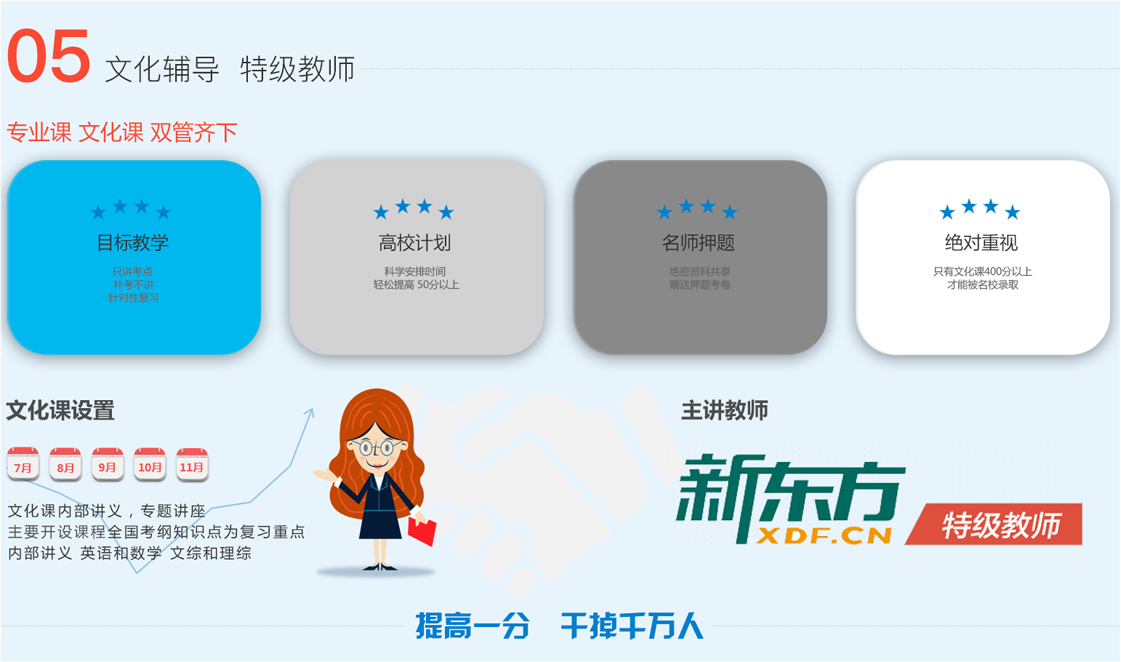 05 文化辅导 特级教师
专业课 文化课 双管齐下
目标教学
只讲考点
补考不讲
针对性复习
高校计划
科学安排时间
轻松提高 50分以上
名师押题
绝密资料共享
赠送押题考卷
绝对重视
只有文化课400分以上
才能被名校录取
文化课设置
7月 8月 9月 10月 11月
文化课内部讲义，专题讲座
主要开设课程全国考纲知识点为复习重点
内部讲义 英语和数学 文综和理综
主讲教师
新东方
XDF.CN
特级教师
提高一分 干掉千万人